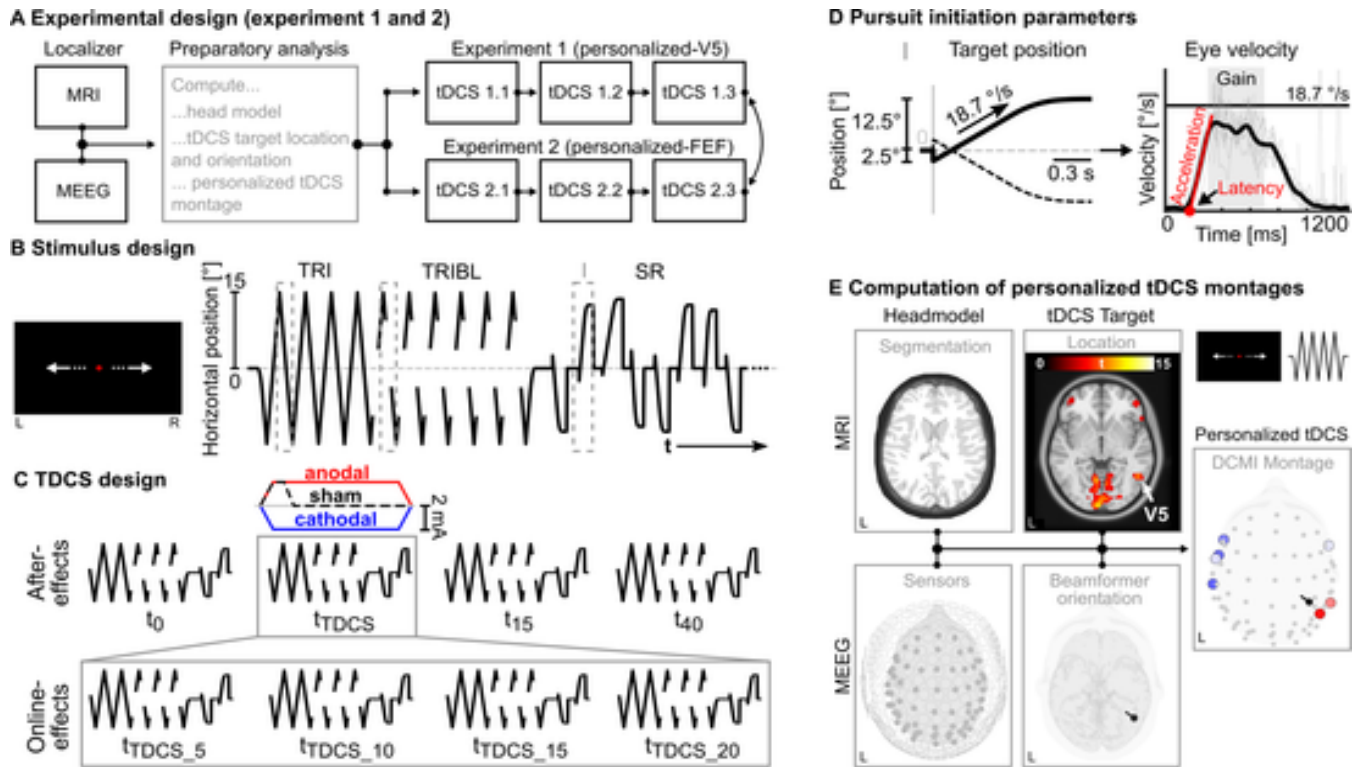 A Experimental design (experiment 1 and 2)
Localizer
Preparatory analysis
Experiment 1 (personalized-V5)
MRI
MEEG
Compute...
...head model
...tDCS target location
and orientation
... personalized tDCS
montage
tDCS 1.1
tDCS 1.2
tDCS 1.3
Experiment 2 (personalized-FEF)
tDCS 2.1
tDCS 2.2
tDCS 2.3
B Stimulus design
L
R
Horizontal position [°]
15
0
TRI
TRIBL
SR
t
...
C TDCS design
anodal
sham
cathodal
2 mA
After-
effects
t0
tTDCS
t15
t40
Online-
effects
tTDCS_5
tTDCS_10
tTDCS_15
tTDCS_20
D Pursuit initiation parameters
Target position
Eye velocity
Position [°]
12.5°
2.5°
0
18.7 °/s
0.3 s
Velocity [°/s]
Gain
18.7 °/s
Acceleration
Latency
Time [ms]
1200
E Computation of personalized tDCS montages
Headmodel
tDCS Target
Segmentation
Location
0
1
15
MRI
V5
L
L
Personalized tDCS
DCMI Montage
L
MEEG
Sensors
L
Beamformer
orientation
L